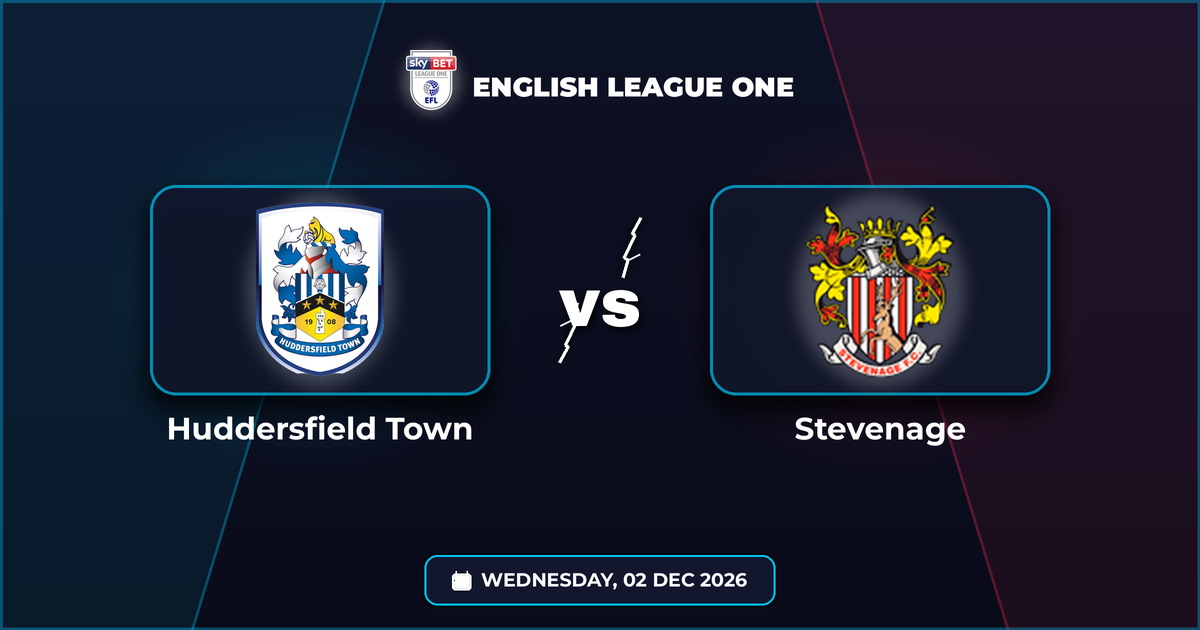 sky BET
LEAGUE ONE
EFL
ENGLISH LEAGUE ONE
19 08
HUDDERSFIELD TOWN
VS
STEVENAGE F.C.
Huddersfield Town
Stevenage
WEDNESDAY, 02 DEC 2026